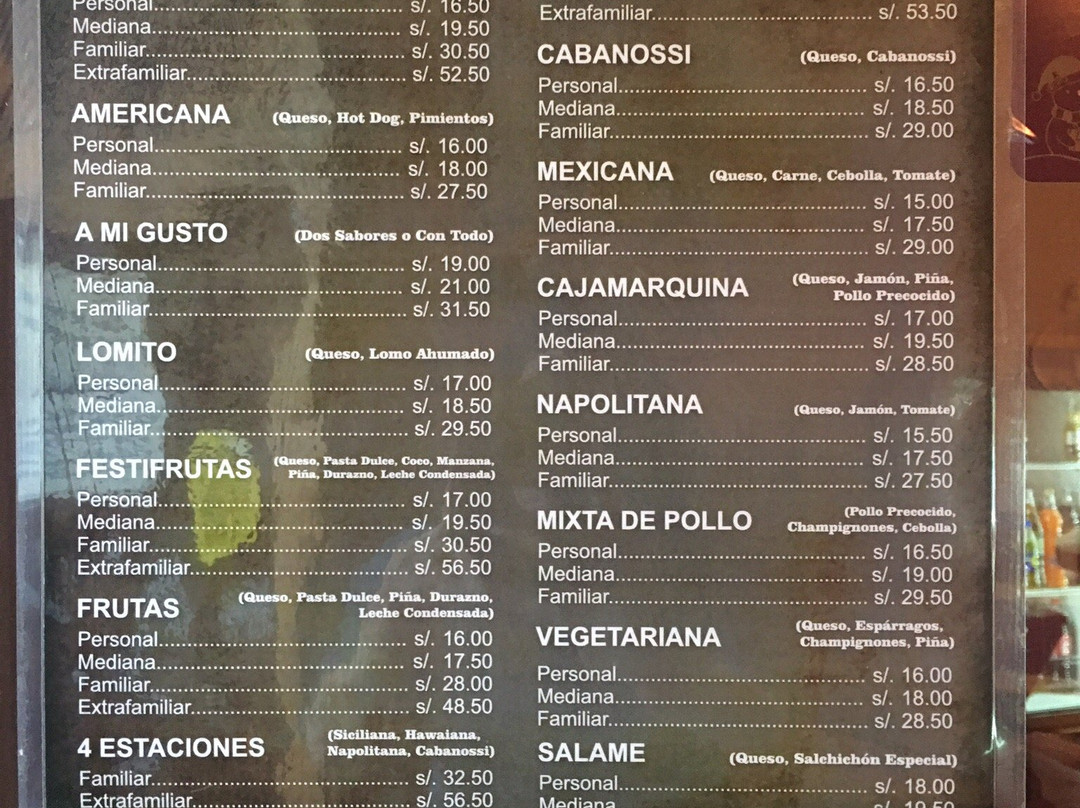 Personal s/. 16.50
Mediana s/. 19.50
Familiar s/. 30.50
Extrafamiliar s/. 52.50
AMERICANA (Queso, Hot Dog, Pimientos)
Personal s/. 16.00
Mediana s/. 18.00
Familiar s/. 27.50
A MI GUSTO (Dos Sabores o Con Todo)
Personal s/. 19.00
Mediana s/. 21.00
Familiar s/. 31.50
LOMITO (Queso, Lomo Ahumado)
Personal s/. 17.00
Mediana s/. 18.50
Familiar s/. 29.50
FESTIFRUTAS (Queso, Pasta Dulce, Coco, Manzana,
Piña, Durazno, Leche Condensada)
Personal s/. 17.00
Mediana s/. 19.50
Familiar s/. 30.50
Extrafamiliar s/. 56.50
FRUTAS (Queso, Pasta Dulce, Piña, Durazno,
Leche Condensada)
Personal s/. 16.00
Mediana s/. 17.50
Familiar s/. 28.00
Extrafamiliar s/. 48.50
4 ESTACIONES (Siciliana, Hawaiana,
Napolitana, Cabanossi)
Familiar s/. 32.50
Extrafamiliar s/. 56.50
Extrafamiliar s/. 53.50
CABANOSSI (Queso, Cabanossi)
Personal s/. 16.50
Mediana s/. 18.50
Familiar s/. 29.00
MEXICANA (Queso, Carne, Cebolla, Tomate)
Personal s/. 15.00
Mediana s/. 17.50
Familiar s/. 29.00
CAJAMARQUINA (Queso, Jamón, Piña,
Pollo Precocido)
Personal s/. 17.00
Mediana s/. 19.50
Familiar s/. 28.50
NAPOLITANA (Queso, Jamón, Tomate)
Personal s/. 15.50
Mediana s/. 17.50
Familiar s/. 27.50
MIXTA DE POLLO (Pollo Precocido,
Champignones, Cebolla)
Personal s/. 16.50
Mediana s/. 19.00
Familiar s/. 29.50
VEGETARIANA (Queso, Espárragos,
Champignones, Piña)
Personal s/. 16.00
Mediana s/. 18.00
Familiar s/. 28.50
SALAME (Queso, Salchichón Especial)
Personal s/. 18.00
Mediana s/. 19.50